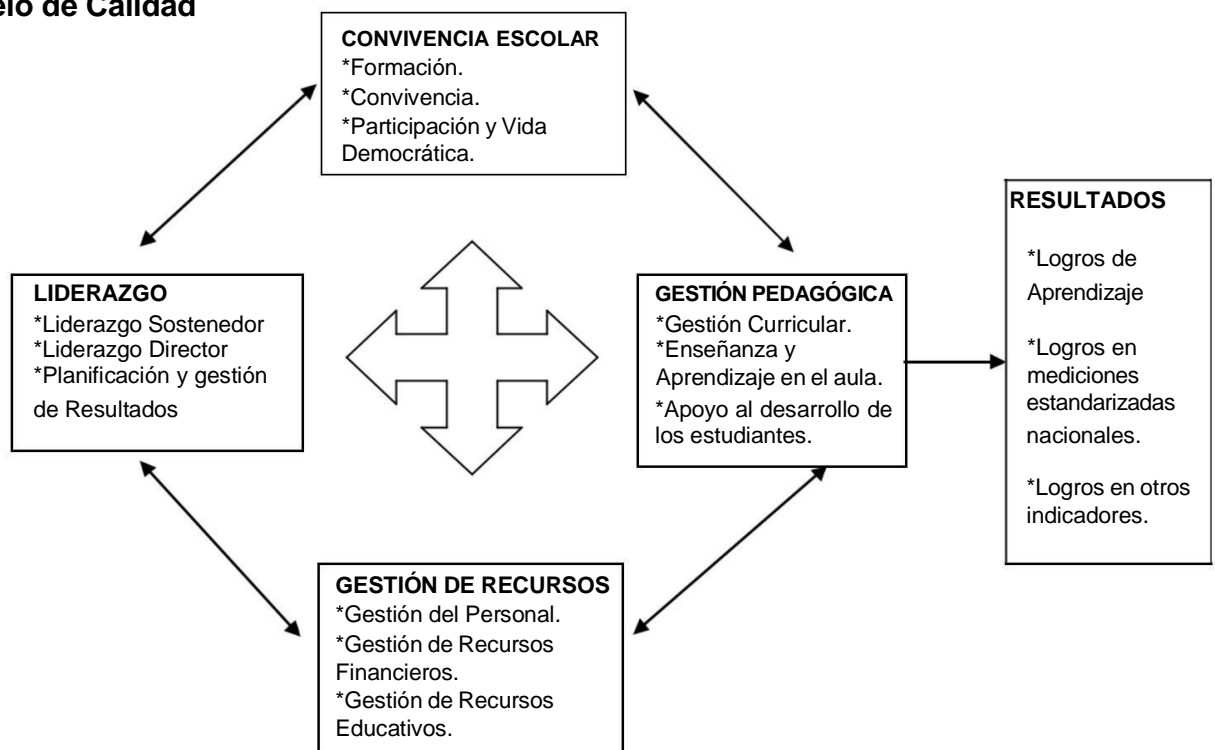 elo de Calidad
CONVIVENCIA ESCOLAR
*Formación.
*Convivencia.
*Participación y Vida
Democrática.
LIDERAZGO
*Liderazgo Sostenedor
*Liderazgo Director
*Planificación y gestión
de Resultados
GESTIÓN PEDAGÓGICA
*Gestión Curricular.
*Enseñanza y
Aprendizaje en el aula.
*Apoyo al desarrollo de
los estudiantes.
RESULTADOS
*Logros de
Aprendizaje
*Logros en
mediciones
estandarizadas
nacionales.
*Logros en otros
indicadores.
GESTIÓN DE RECURSOS
*Gestión del Personal.
*Gestión de Recursos
Financieros.
*Gestión de Recursos
Educativos.